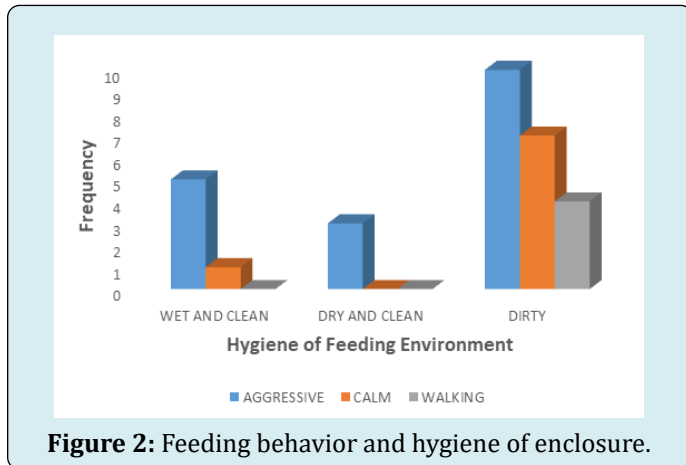 10
9
8
7
6
5
4
3
2
1
0
Frequency
WET AND CLEAN DRY AND CLEAN DIRTY
Hygiene of Feeding Environment
AGGRESSIVE CALM WALKING
Figure 2: Feeding behavior and hygiene of enclosure.